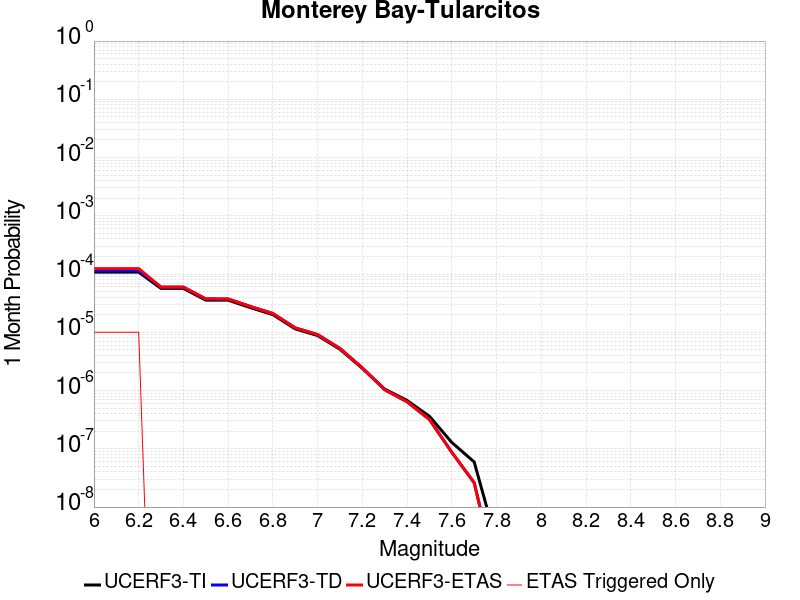 Monterey Bay-Tularcitos
10^0
10^-1
10^-2
10^-3
10^-4
10^-5
10^-6
10^-7
10^-8
1 Month Probability
6 6.2 6.4 6.6 6.8 7 7.2 7.4 7.6 7.8 8 8.2 8.4 8.6 8.8 9
Magnitude
UCERF3-TI UCERF3-TD UCERF3-ETAS ETAS Triggered Only